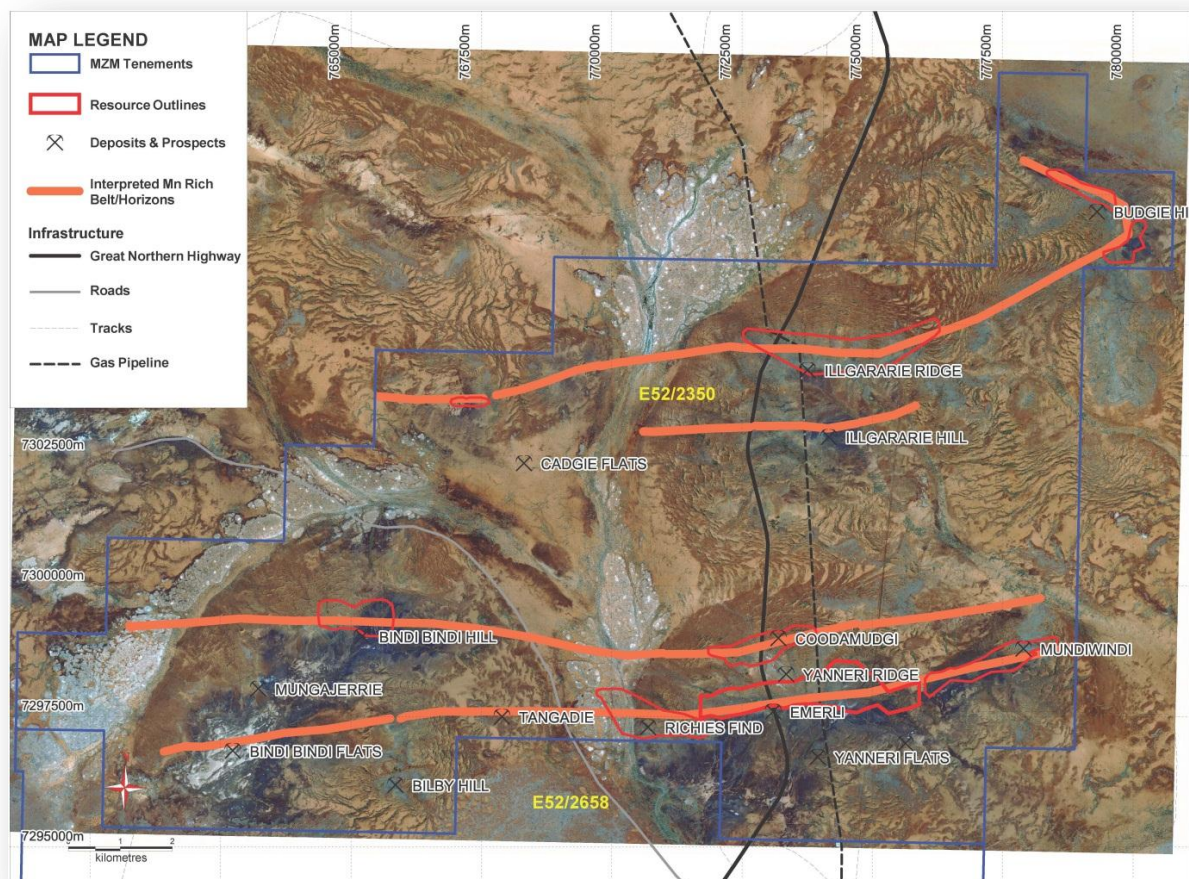 MAP LEGEND
MZM Tenements
Resource Outlines
Deposits & Prospects
Interpreted Mn Rich
Belt/Horizons
Infrastructure
Great Northern Highway
Roads
Tracks
Gas Pipeline
765000m
767500m
770000m
772500m
775000m
777500m
780000m
BUDGIE HI
ILLGARARIE RIDGE
E52/2350
ILLGARARIE HILL
7302500m
CADGIE FLATS
7300000m
BINDI BINDI HILL
COODAMUDGI
MUNDIWINDI
YANNERI RIDGE
MUNGAJERRIE
7297500m
TANGADIE
EMERLI
RICHIES FIND
BINDI BINDI FLATS
YANNERI FLATS
BILBY HILL
E52/2658
7295000m
0 1 2
kilometres